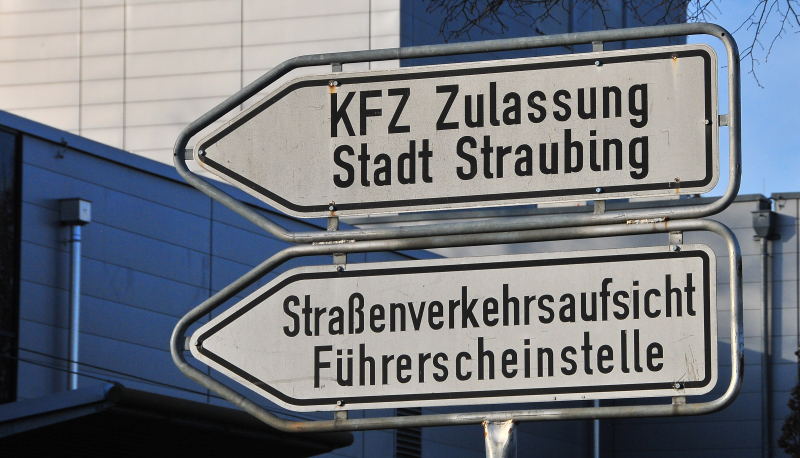 KFZ Zulassung
Stadt Straubing
Straßenverkehrsaufsicht
Führerscheinstelle